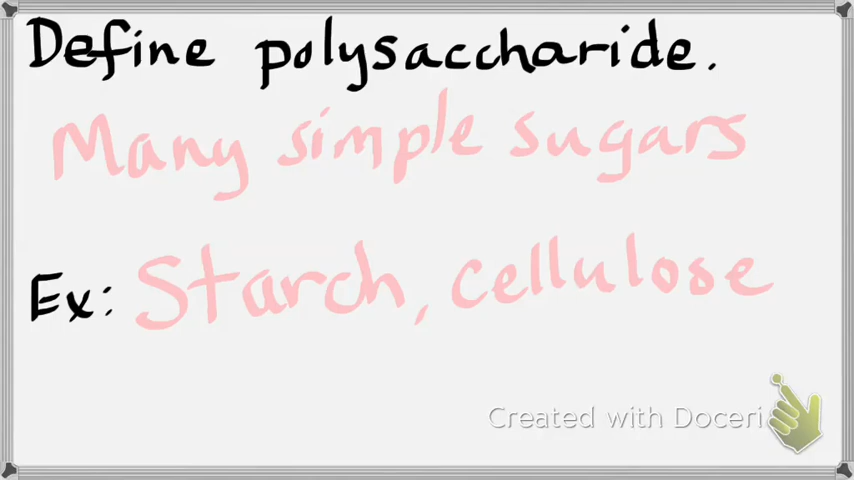 Define polysaccharide.
Many simple sugars
Ex: Starch, cellulose
Created with Doceri